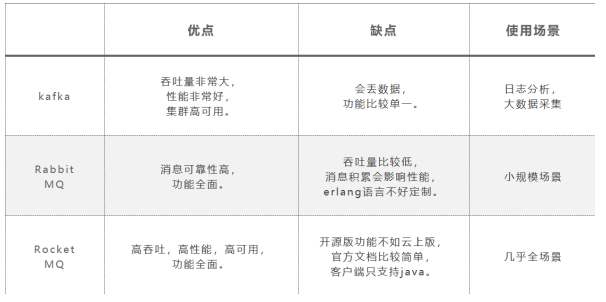 优点 缺点 使用场景
kafka
吞吐量非常大，
性能非常好，
集群高可用。
会丢数据，
功能比较单一。
日志分析，
大数据采集
Rabbit
MQ
消息可靠性高，
功能全面。
吞吐量比较低，
消息积累会影响性能，
erlang语言不好定制。
小规模场景
Rocket
MQ
高吞吐，高性能，高可用，
功能全面。
开源版功能不如云上版，
官方文档比较简单，
客户端只支持java。
几乎全场景